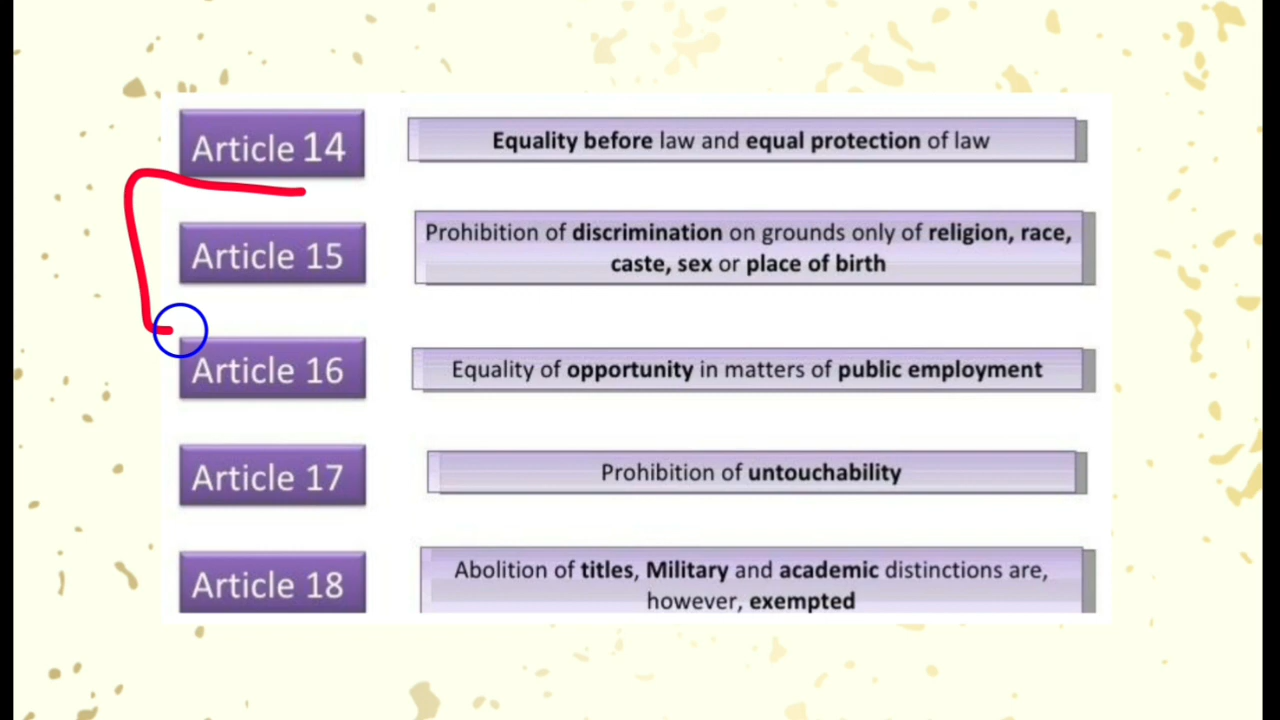 Article 14
Equality before law and equal protection of law
Article 15
Prohibition of discrimination on grounds only of religion, race,
caste, sex or place of birth
Article 16
Equality of opportunity in matters of public employment
Article 17
Prohibition of untouchability
Article 18
Abolition of titles, Military and academic distinctions are,
however, exempted